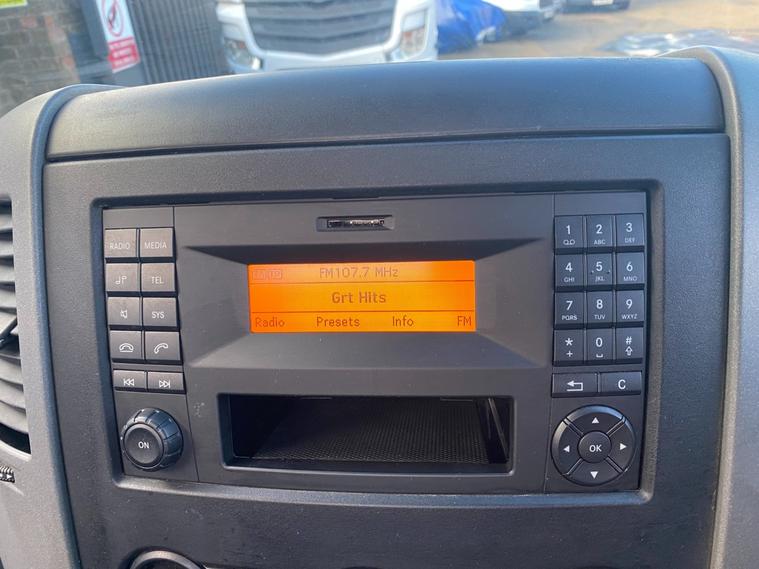 FM107.7 MHz
Grt Hits
Radio Presets Info FM
RADIO MEDIA
TEL
SYS
ON
1 2 ABC 3 DEF
4 GHI 5 JKL 6 MNO
7 PQRS 8 TUV 9 WXYZ
* + 0 #
C
OK